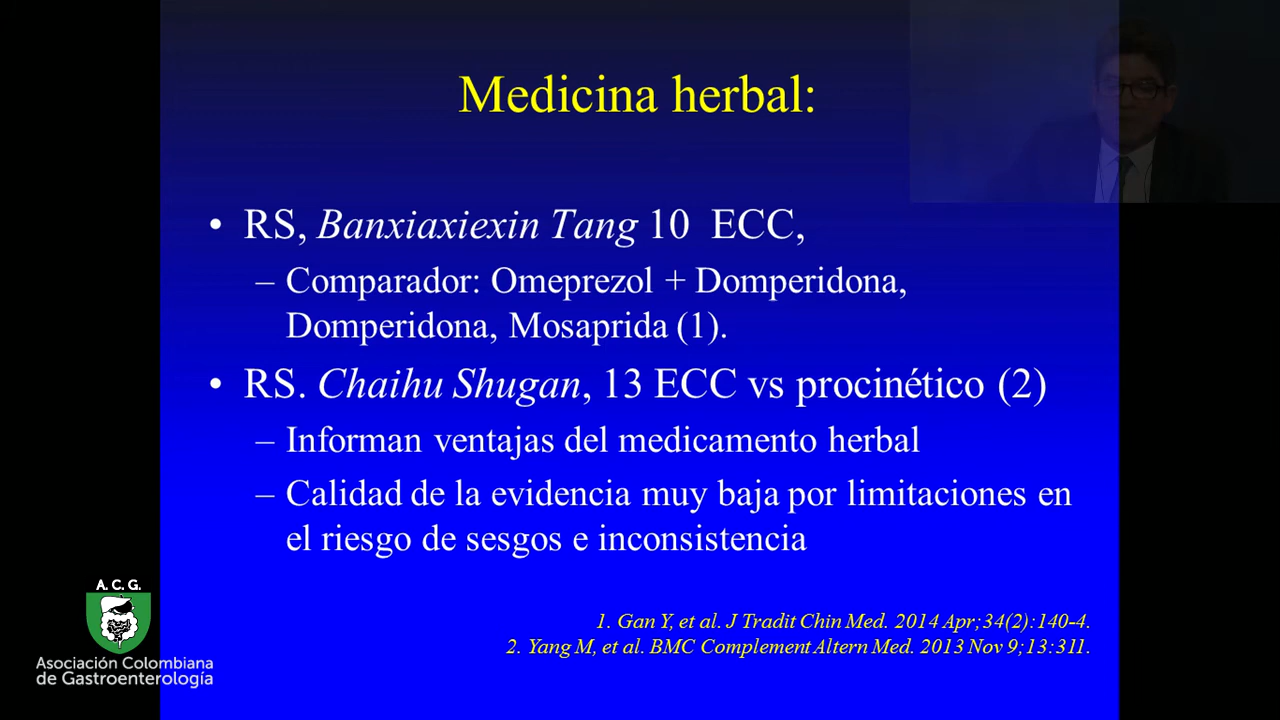 Medicina herbal:
• RS, Banxiaxiexin Tang 10 ECC,
– Comparador: Omeprezol + Domperidona,
Domperidona, Mosaprida (1).
• RS. Chaihu Shugan, 13 ECC vs procinético (2)
– Informan ventajas del medicamento herbal
– Calidad de la evidencia muy baja por limitaciones en
el riesgo de sesgos e inconsistencia
1. Gan Y, et al. J Tradit Chin Med. 2014 Apr;34(2):140-4.
2. Yang M, et al. BMC Complement Altern Med. 2013 Nov 9;13:311.
A. C. G.
Asociación Colombiana
de Gastroenterología